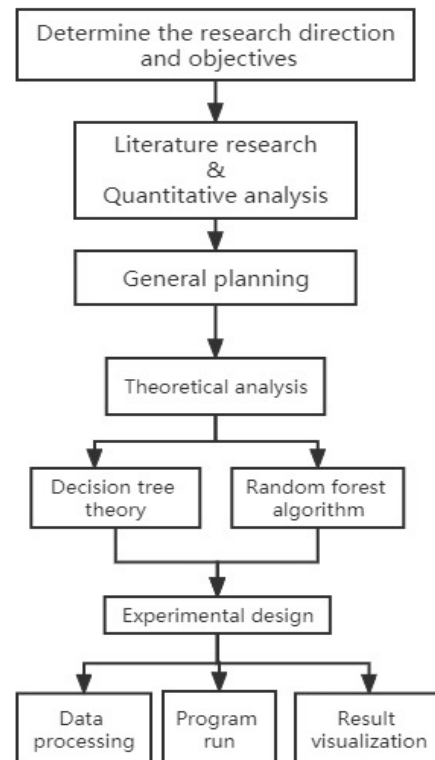 Determine the research direction
and objectives
Literature research
&
Quantitative analysis
General planning
Theoretical analysis
Decision tree
theory
Random forest
algorithm
Experimental design
Data
processing
Program
run
Result
visualization